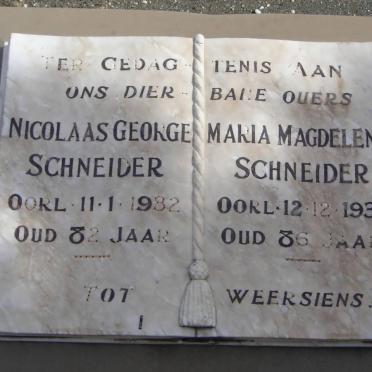 TER GEDAG - TENIS AAN
ONS DIER - BARE OUERS
NICOLAAS GEORGE
SCHNEIDER
OORL · 11 · 1 · 1982
OUD 82 JAAR
MARIA MAGDELEN
SCHNEIDER
OORL · 12 · 12 · 193
OUD 86 JAA
TOT WEERSIENS